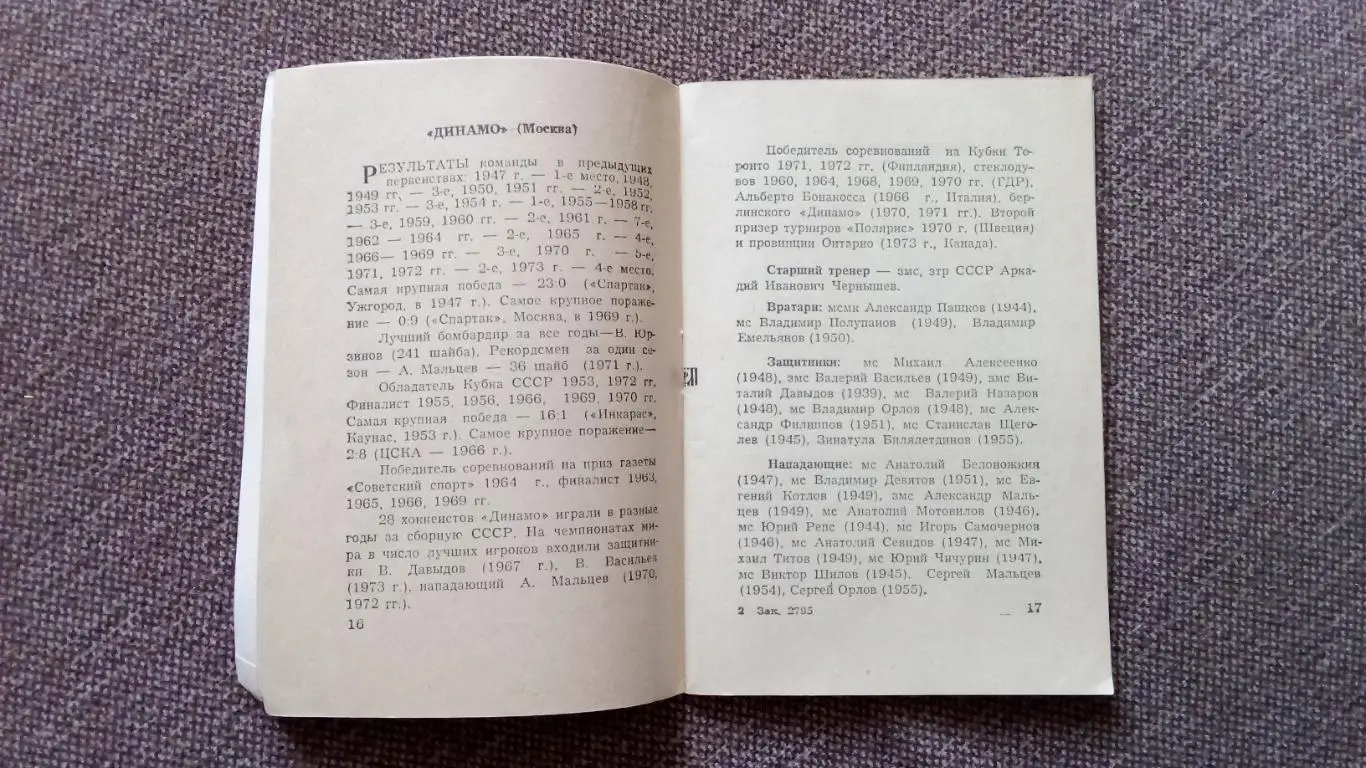 «ДИНАМО» (Москва)
РЕЗУЛЬТАТЫ команды в предыдущих
первенствах: 1947 г. — 1-е место, 1948,
1949 гг. — 3-е, 1950, 1951 гг. — 2-е, 1952,
1953 гг. — 3-е, 1954 г. — 1-е, 1955—1958 гг.
— 3-е, 1959, 1960 гг. — 2-е, 1961 г. — 7-е,
1962 — 1964 гг. — 2-е, 1965 г. — 4-е,
1966— 1969 гг. — 3-е, 1970 г. — 5-е,
1971, 1972 гг. — 2-е, 1973 г. — 4-е место.
Самая крупная победа — 23:0 («Спартак»,
Ужгород, в 1947 г.). Самое крупное пораже-
ние — 0:9 («Спартак», Москва, в 1969 г.).
Лучший бомбардир за все годы—В. Юр-
зинов (241 шайба). Рекордсмен за один се-
зон — А. Мальцев — 36 шайб (1971 г.).
Обладатель Кубка СССР 1953, 1972 гг.
Финалист 1955, 1956, 1966, 1969, 1970 гг.
Самая крупная победа — 16:1 («Инкарас»,
Каунас, 1953 г.). Самое крупное поражение—
2:8 (ЦСКА — 1966 г.).
Победитель соревнований на приз газеты
«Советский спорт» 1964 г., финалист 1963,
1965, 1966, 1969 гг.
28 хоккеистов «Динамо» играли в разные
годы за сборную СССР. На чемпионатах ми-
ра в число лучших игроков входили защитни-
ки В. Давыдов (1967 г.), В. Васильев
(1973 г.), нападающий А. Мальцев (1970,
1972 гг.).
16
Победитель соревнований на Кубки То-
ронто 1971, 1972 гг. (Финляндия), стеклоду-
вов 1960, 1964, 1968, 1969, 1970 гг. (ГДР),
Альберто Бонакосса (1966 г., Италия), бер-
линского «Динамо» (1970, 1971 гг.). Второй
призер турниров «Полярис» 1970 г. (Швеция)
и провинции Онтарио (1973 г., Канада).
Старший тренер — змс, зтр СССР Арка-
дий Иванович Чернышев.
Вратари: мсмк Александр Пашков (1944),
мс Владимир Полупанов (1949), Владимир
Емельянов (1950).
Защитники: мс Михаил Алексеенко
(1948), змс Валерий Васильев (1949), змс Ви-
талий Давыдов (1939), мс Валерий Назаров
(1948), мс Владимир Орлов (1948), мс Алек-
сандр Филиппов (1951), мс Станислав Щего-
лев (1945), Зинатула Билялетдинов (1955).
Нападающие: мс Анатолий Белоножкин
(1947), мс Владимир Девятов (1951), мс Ев-
гений Котлов (1949), змс Александр Маль-
цев (1949), мс Анатолий Мотовилов (1946),
мс Юрий Репс (1944), мс Игорь Самочернов
(1946), мс Анатолий Севидов (1947), мс Ми-
хаил Титов (1949), мс Юрий Чичурин (1947),
мс Виктор Шилов (1945), Сергей Мальцев
(1954), Сергей Орлов (1955).
2 Зак. 2795
17